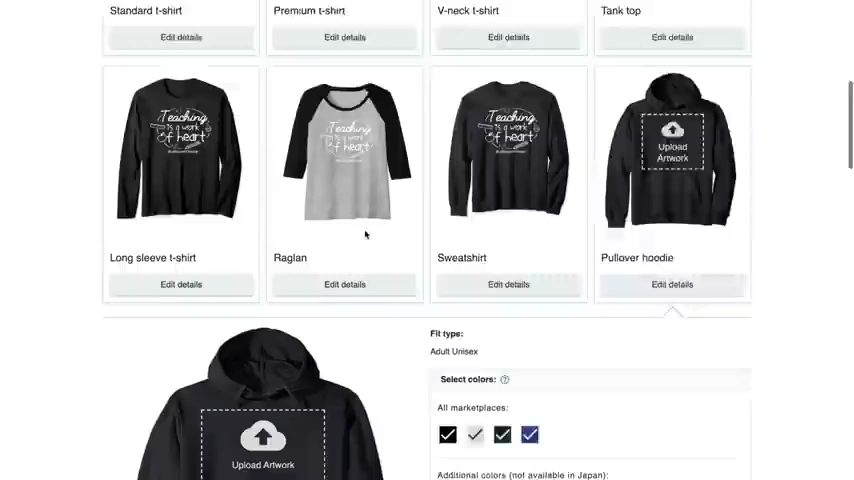 Standard t-shirt
Premium t-shirt
V-neck t-shirt
Tank top
Edit details
Edit details
Edit details
Edit details
Teaching
is a work
of heart
Teaching
is a work
of heart
Teaching
is a work
of heart
Upload
Artwork
Long sleeve t-shirt
Raglan
Sweatshirt
Pullover hoodie
Edit details
Edit details
Edit details
Edit details
Fit type:
Adult Unisex
Select colors: ?
All marketplaces:
Upload Artwork
Additional colors (not available in Japan):